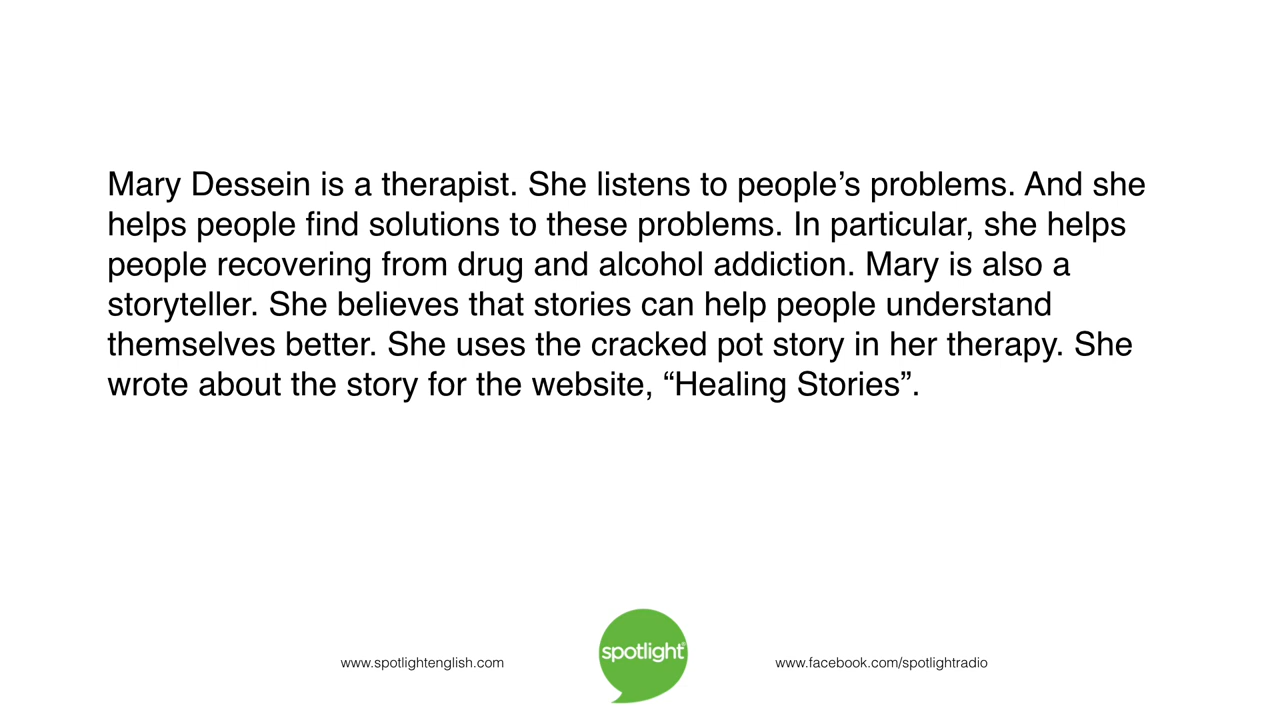 Mary Dessein is a therapist. She listens to people’s problems. And she
helps people find solutions to these problems. In particular, she helps
people recovering from drug and alcohol addiction. Mary is also a
storyteller. She believes that stories can help people understand
themselves better. She uses the cracked pot story in her therapy. She
wrote about the story for the website, “Healing Stories”.
www.spotlightenglish.com
spotlight®
www.facebook.com/spotlightradio